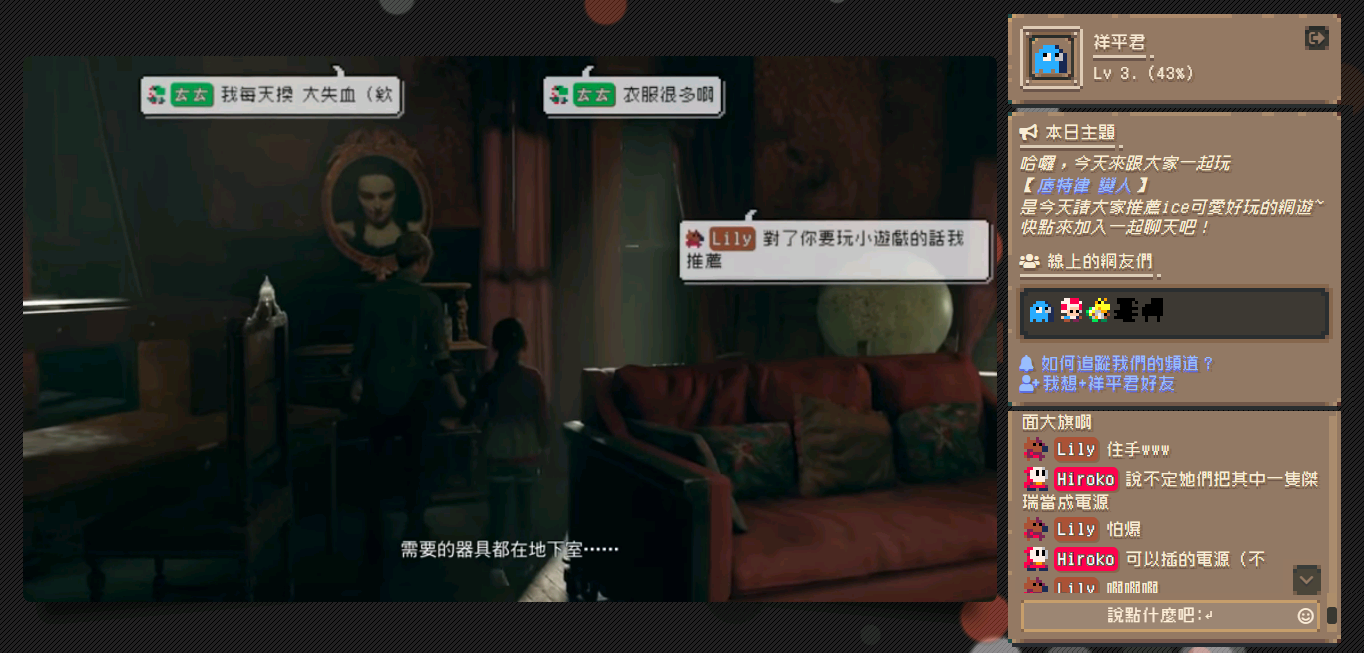 ㄊㄊ 我每天換 大失血（欸
ㄊㄊ 衣服很多啊
Lily 對了你要玩小遊戲的話我
推薦
需要的器具都在地下室……
祥平君
Lv 3. (43%)
本日主題
哈囉，今天來跟大家一起玩
【底特律 變人】
是今天請大家推薦ice可愛好玩的網遊~
快點來加入一起聊天吧！
線上的網友們
如何追蹤我們的頻道？
我想+祥平君好友
面大旗啊
Lily 住手www
Hiroko 說不定她們把其中一隻傑
瑞當成電源
Lily 怕爆
Hiroko 可以插的電源（不
Lily 啊啊啊
說點什麼吧:↵